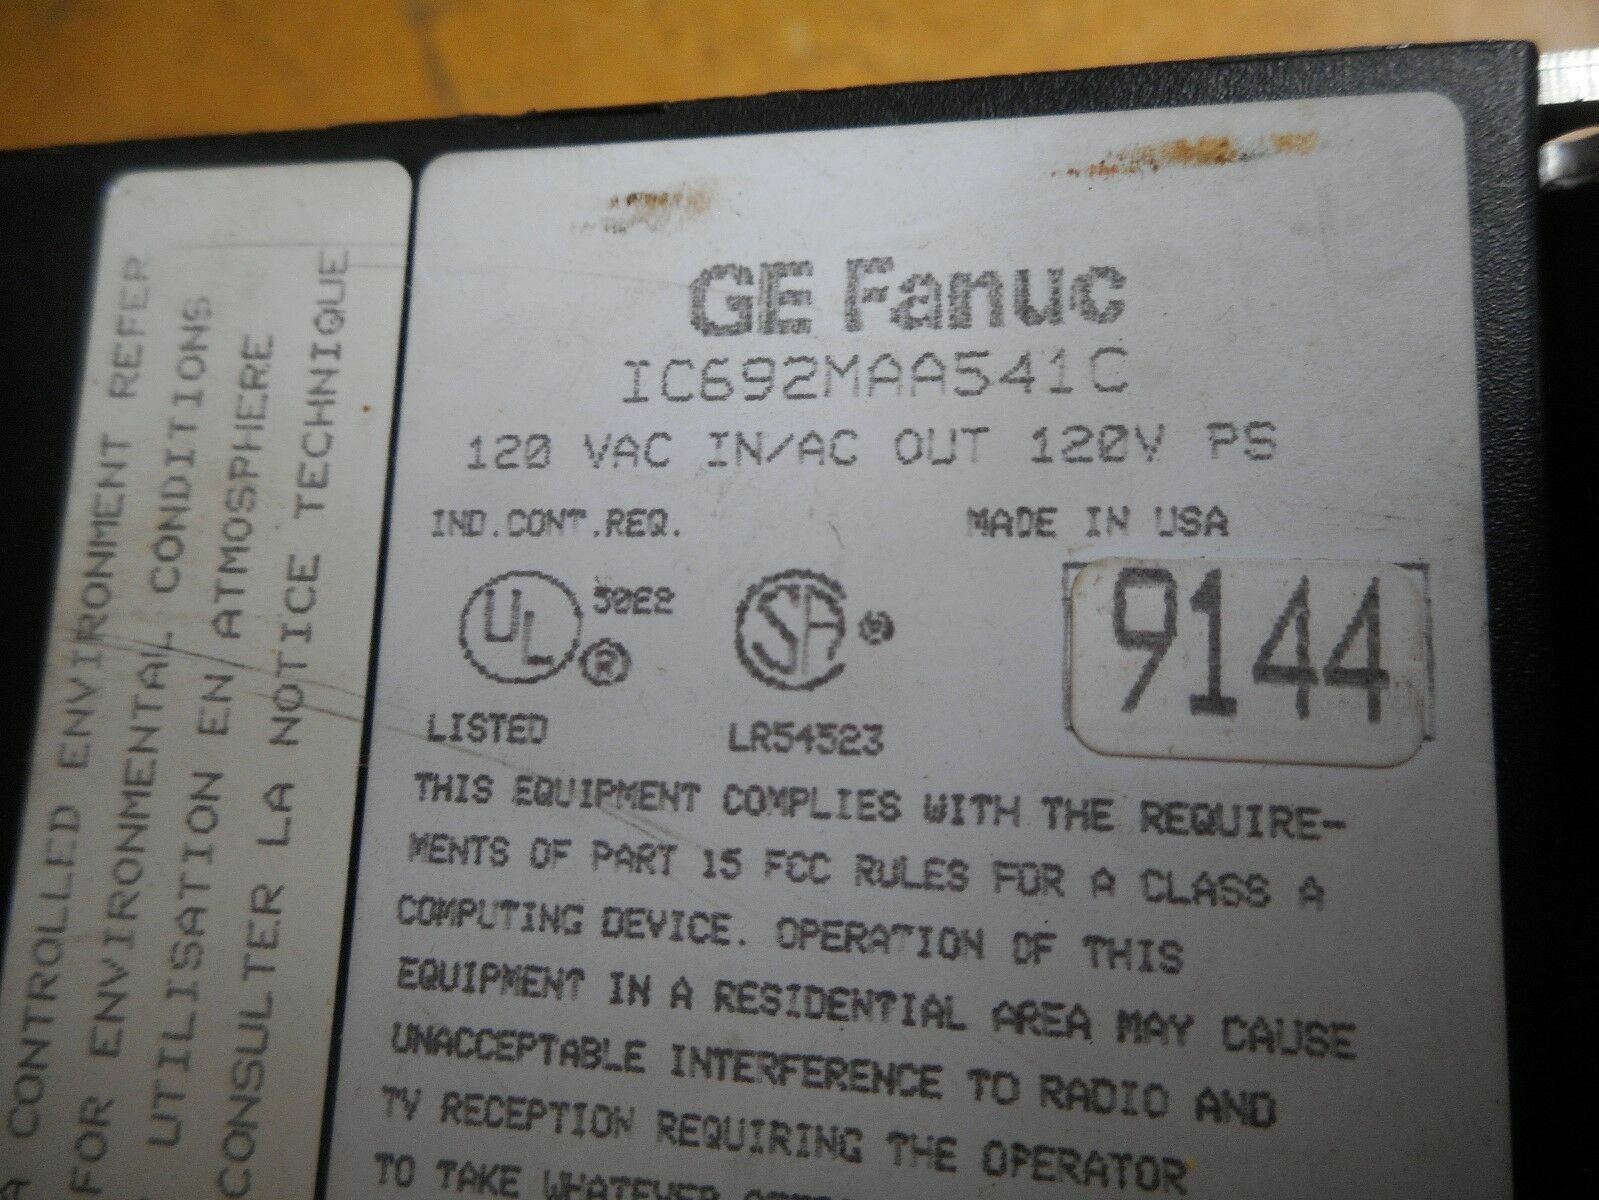 GE Fanuc
IC692MAA541C
120 VAC IN/AC OUT 120V PS
IND.CONT.REQ. MADE IN USA
UL R SA
9144
LISTED LR54523
THIS EQUIPMENT COMPLIES WITH THE REQUIRE-
MENTS OF PART 15 FCC RULES FOR A CLASS A
COMPUTING DEVICE. OPERATION OF THIS
EQUIPMENT IN A RESIDENTIAL AREA MAY CAUSE
UNACCEPTABLE INTERFERENCE TO RADIO AND
TV RECEPTION REQUIRING THE OPERATOR
TO TAKE WHATEVER
A CONTROLLED ENVIRONMENT REFER
FOR ENVIRONMENTAL CONDITIONS
UTILISATION EN ATMOSPHERE
CONSULTER LA NOTICE TECHNIQUE